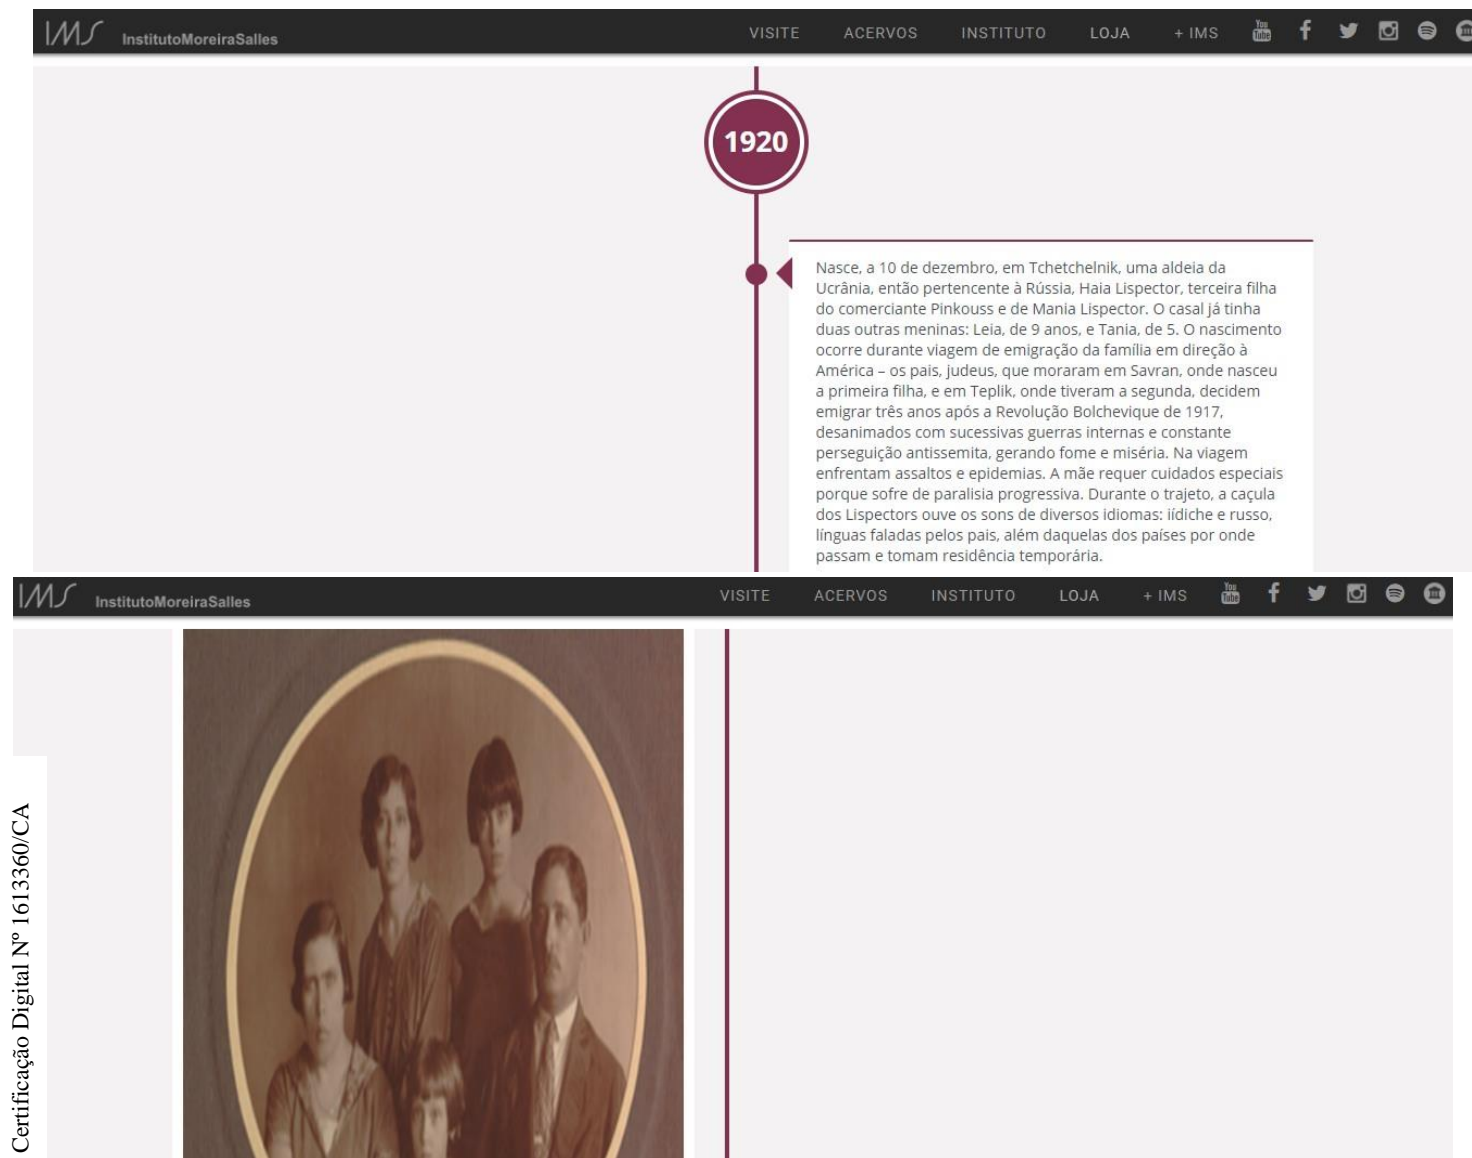 IMS InstitutoMoreiraSalles VISITE ACERVOS INSTITUTO LOJA + IMS You Tube
1920
Nasce, a 10 de dezembro, em Tchetchelnik, uma aldeia da
Ucrânia, então pertencente à Rússia, Haia Lispector, terceira filha
do comerciante Pinkouss e de Mania Lispector. O casal já tinha
duas outras meninas: Leia, de 9 anos, e Tania, de 5. O nascimento
ocorre durante viagem de emigração da família em direção à
América – os pais, judeus, que moraram em Savran, onde nasceu
a primeira filha, e em Teplik, onde tiveram a segunda, decidem
emigrar três anos após a Revolução Bolchevique de 1917,
desanimados com sucessivas guerras internas e constante
perseguição antissemita, gerando fome e miséria. Na viagem
enfrentam assaltos e epidemias. A mãe requer cuidados especiais
porque sofre de paralisia progressiva. Durante o trajeto, a caçula
dos Lispectors ouve os sons de diversos idiomas: iídiche e russo,
línguas faladas pelos pais, além daquelas dos países por onde
passam e tomam residência temporária.
IMS InstitutoMoreiraSalles VISITE ACERVOS INSTITUTO LOJA + IMS You Tube
Certificação Digital Nº 1613360/CA